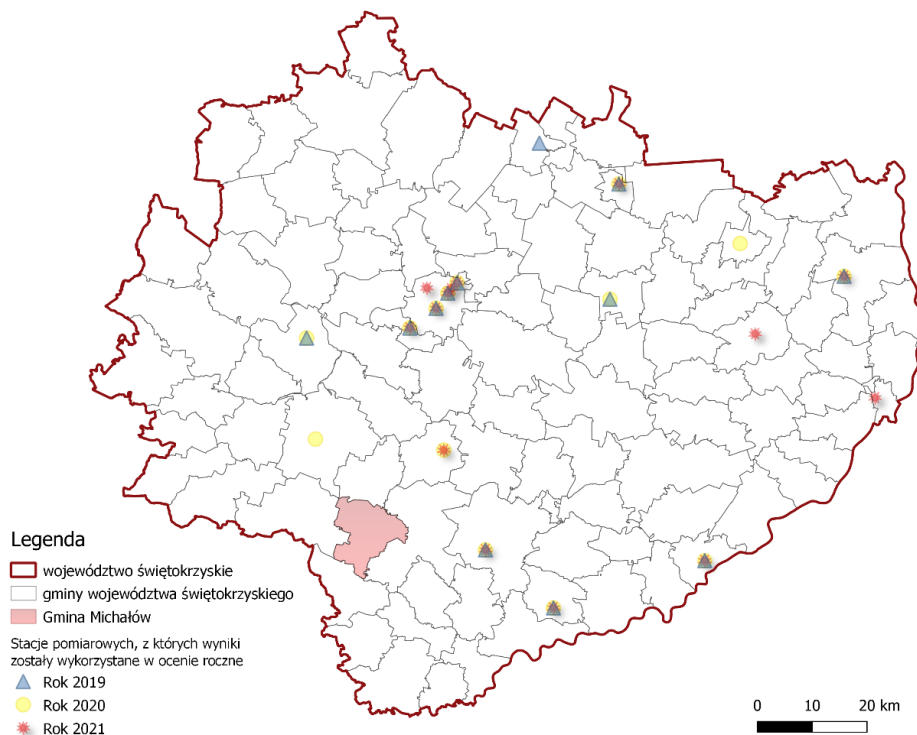 Legenda
województwo świętokrzyskie
gminy województwa świętokrzyskiego
Gmina Michałów
Stacje pomiarowych, z których wyniki
zostały wykorzystane w ocenie roczne
Rok 2019
Rok 2020
Rok 2021
0 10 20 km